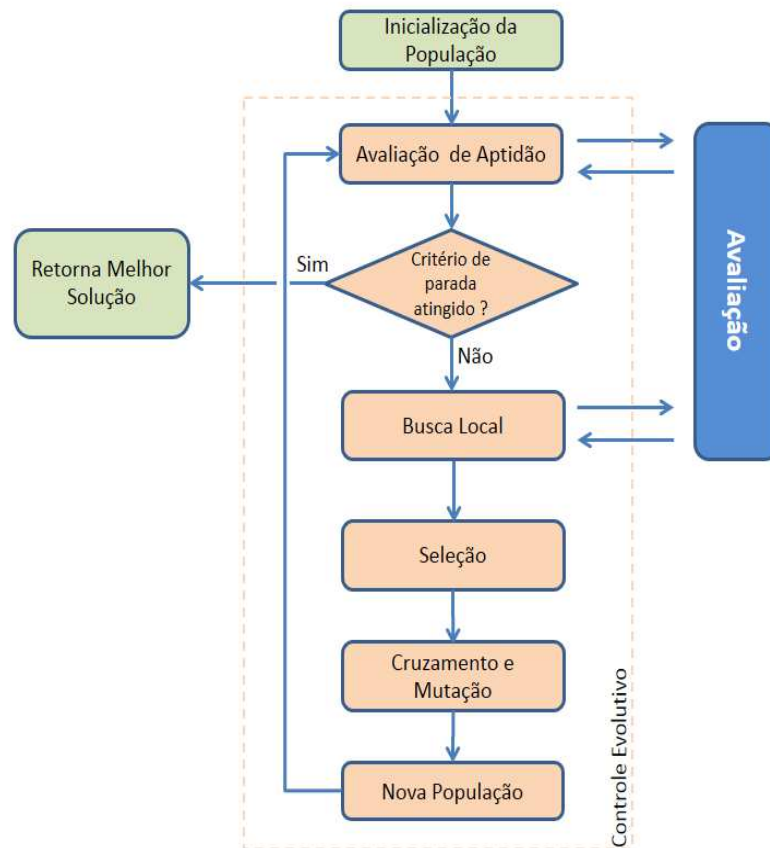 Inicialização da
População
Avaliação de Aptidão
Critério de
parada
atingido ?
Sim
Retorna Melhor
Solução
Não
Busca Local
Seleção
Cruzamento e
Mutação
Nova População
Controle Evolutivo
Avaliação